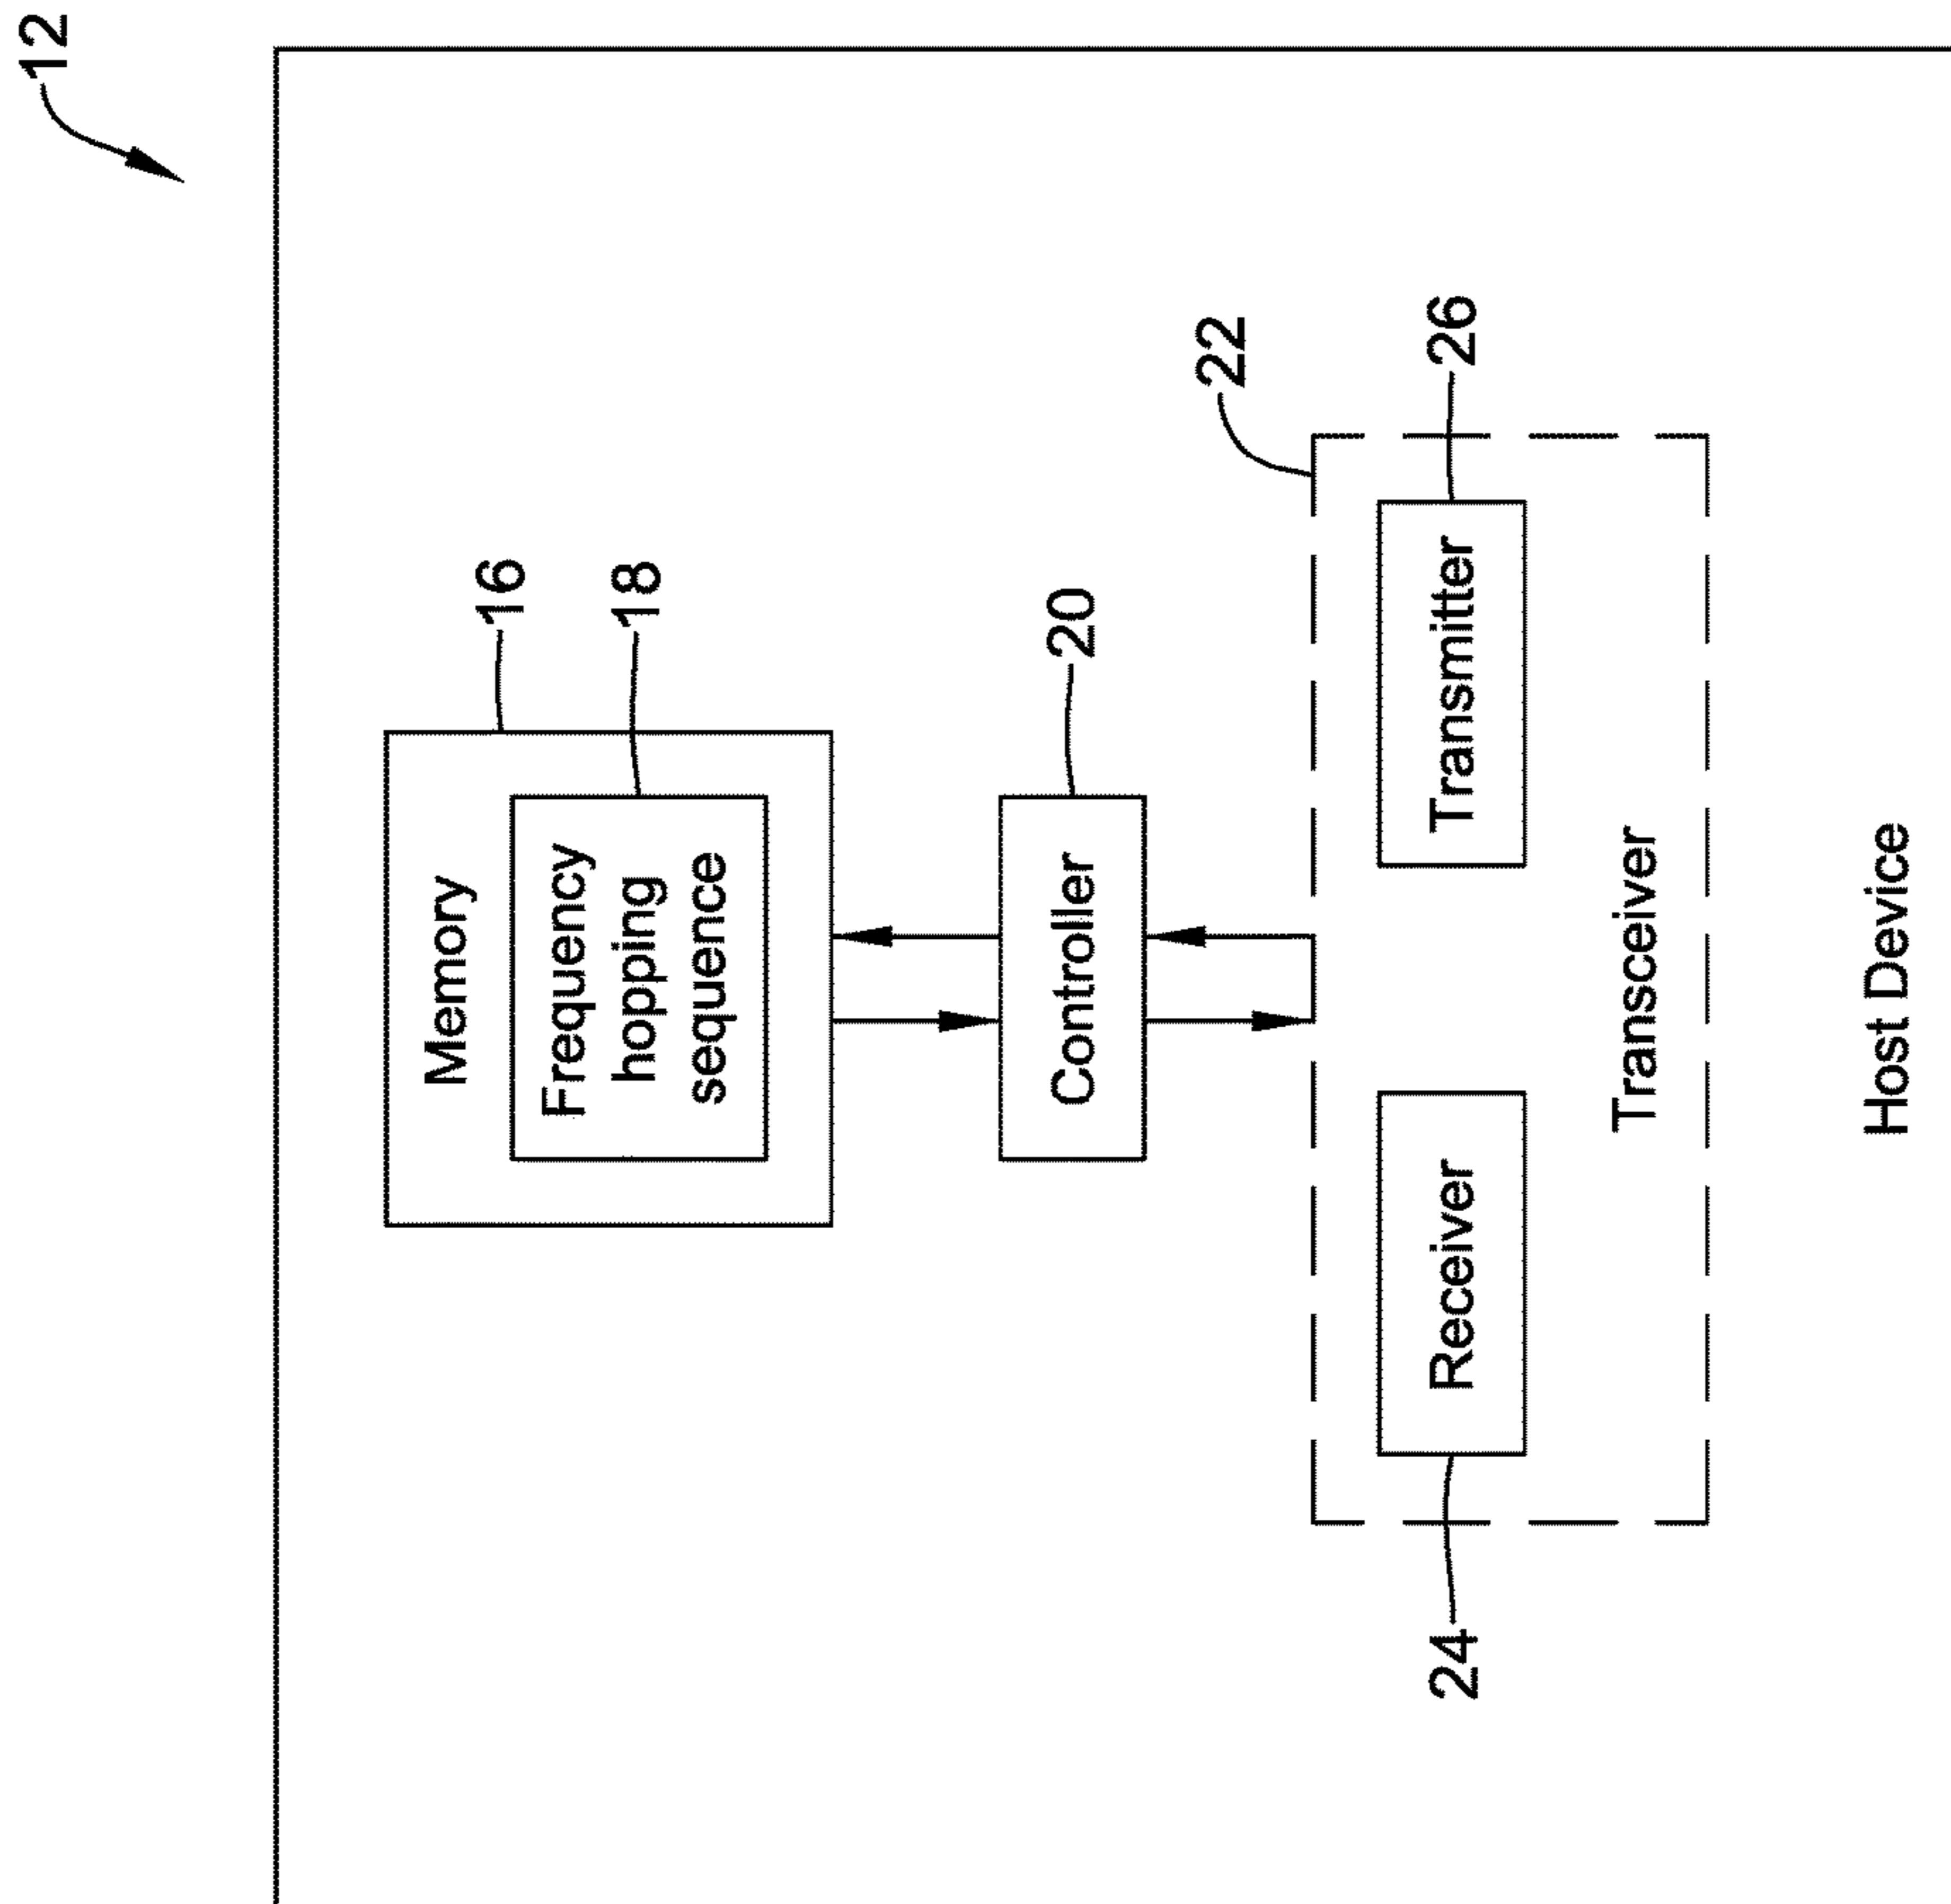 12
Memory
16
Frequency
hopping
sequence
18
Controller
20
22
Receiver
24
Transmitter
26
Transceiver
Host Device